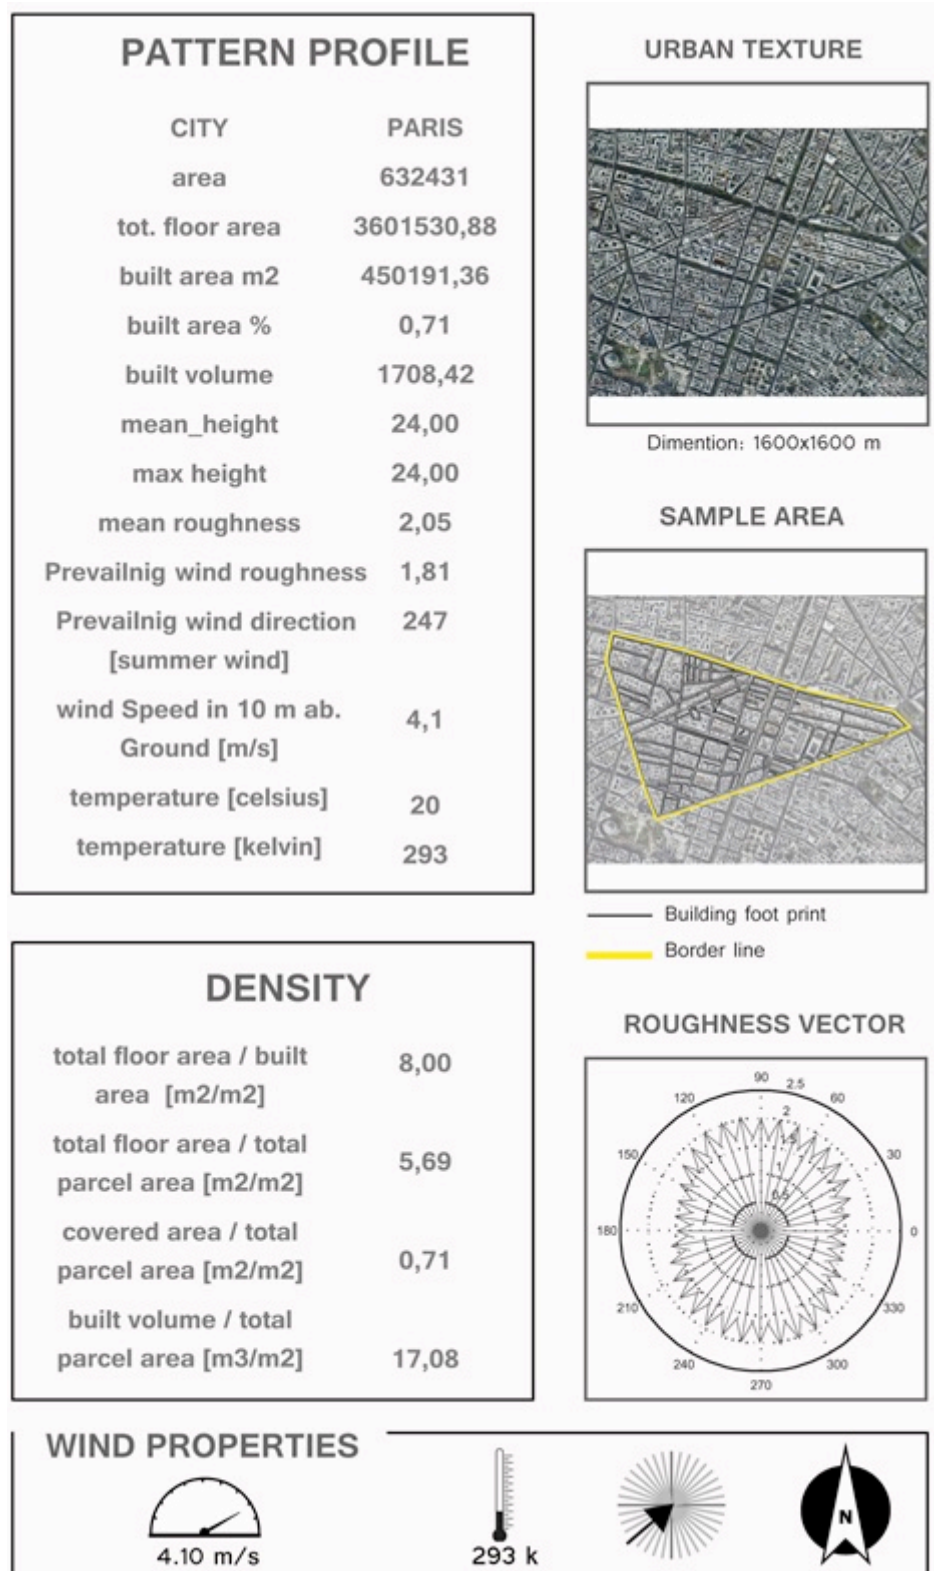 PATTERN PROFILE
CITY PARIS
area 632431
tot. floor area 3601530,88
built area m2 450191,36
built area % 0,71
built volume 1708,42
mean_height 24,00
max height 24,00
mean roughness 2,05
Prevailnig wind roughness 1,81
Prevailnig wind direction 247
[summer wind]
wind Speed in 10 m ab.
Ground [m/s] 4,1
temperature [celsius] 20
temperature [kelvin] 293
URBAN TEXTURE
Dimention: 1600x1600 m
SAMPLE AREA
Building foot print
Border line
DENSITY
total floor area / built
area [m2/m2] 8,00
total floor area / total
parcel area [m2/m2] 5,69
covered area / total
parcel area [m2/m2] 0,71
built volume / total
parcel area [m3/m2] 17,08
ROUGHNESS VECTOR
90
2.5
120
60
2
1.5
150
30
1
0.5
180
0
210
330
240
300
270
WIND PROPERTIES
4.10 m/s
293 k
N